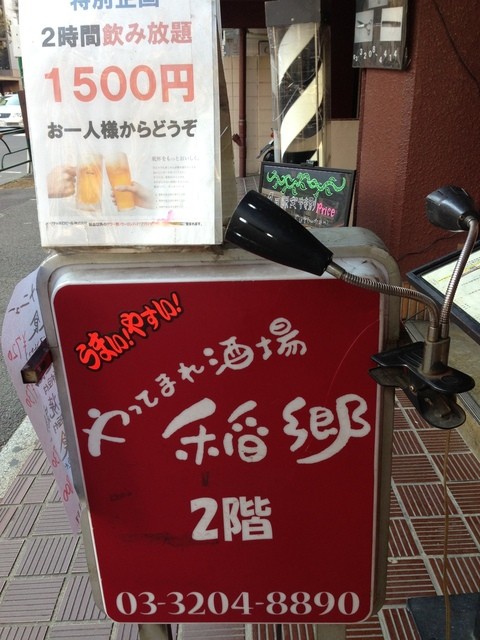 特別企画
2時間飲み放題
1500円
お一人様からどうぞ
Price
うまい!やすい!
やってまれ酒場
稲郷
2階
03-3204-8890